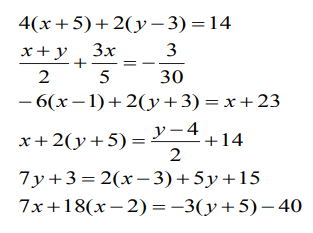 4(x+5)+2(y−3)=14
(x+y)/2 + 3x/5 = −3/30
−6(x−1)+2(y+3)=x+23
x+2(y+5)=(y−4)/2+14
7y+3=2(x−3)+5y+15
7x+18(x−2)=−3(y+5)−40